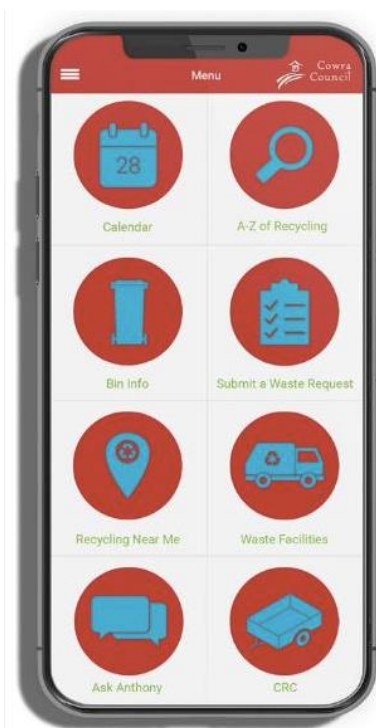 Menu
Cowra
Council
28
Calendar
A-Z of Recycling
Bin Info
Submit a Waste Request
Recycling Near Me
Waste Facilities
Ask Anthony
CRC